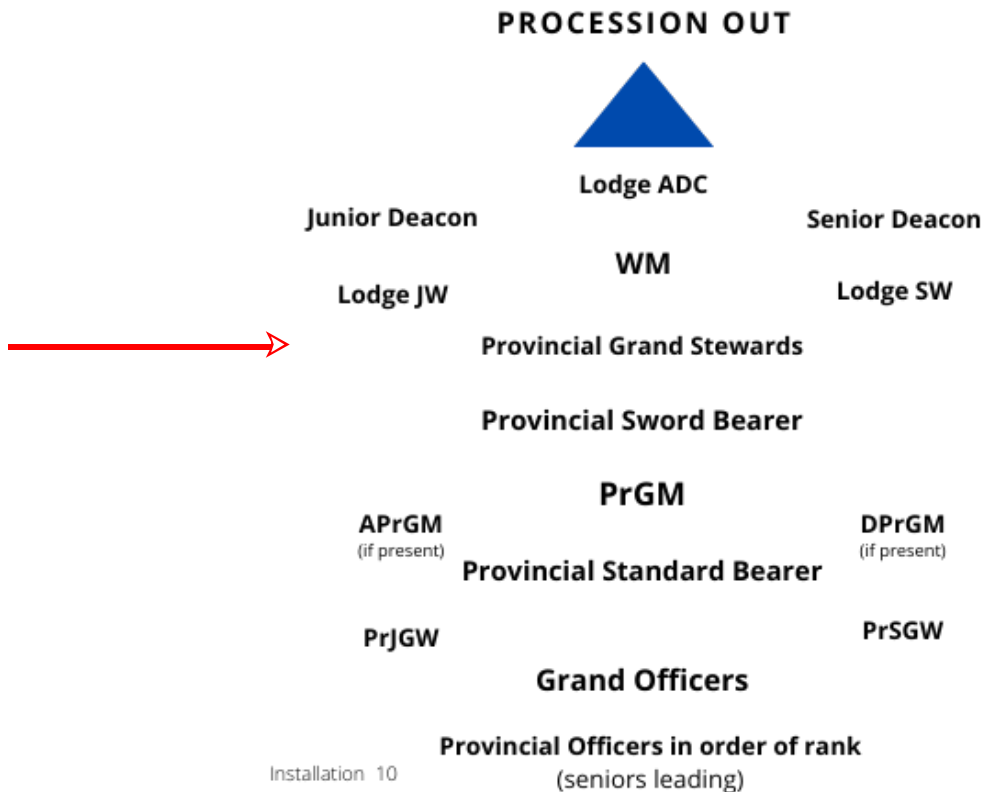 PROCESSION OUT
Lodge ADC
Junior Deacon
Senior Deacon
WM
Lodge JW
Lodge SW
Provincial Grand Stewards
Provincial Sword Bearer
PrGM
APrGM
(if present)
DPrGM
(if present)
Provincial Standard Bearer
PrJGW
PrSGW
Grand Officers
Provincial Officers in order of rank
(seniors leading)
Installation 10